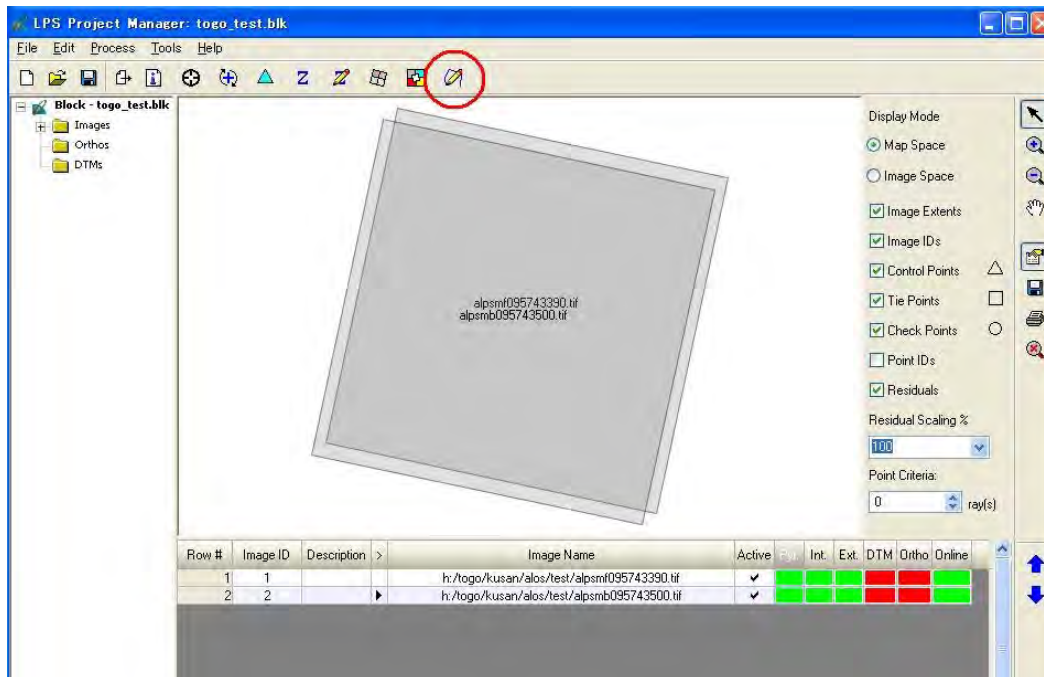 LPS Project Manager: togo_test.blk
File Edit Process Tools Help
Z Z
Block - togo_test.blk
Images
Orthos
DTMs
alpsmf095743390.tif
alpsmb095743500.tif
Display Mode
Map Space
Image Space
Image Extents
Image IDs
Control Points
Tie Points
Check Points
Point IDs
Residuals
Residual Scaling %
100
Point Criteria:
0 ray(s)
Row # Image ID Description > Image Name Active Pyr. Int. Ext. DTM Ortho Online
1 1 h:/togo/kusan/alos/test/alpsmf095743390.tif
2 2 h:/togo/kusan/alos/test/alpsmb095743500.tif